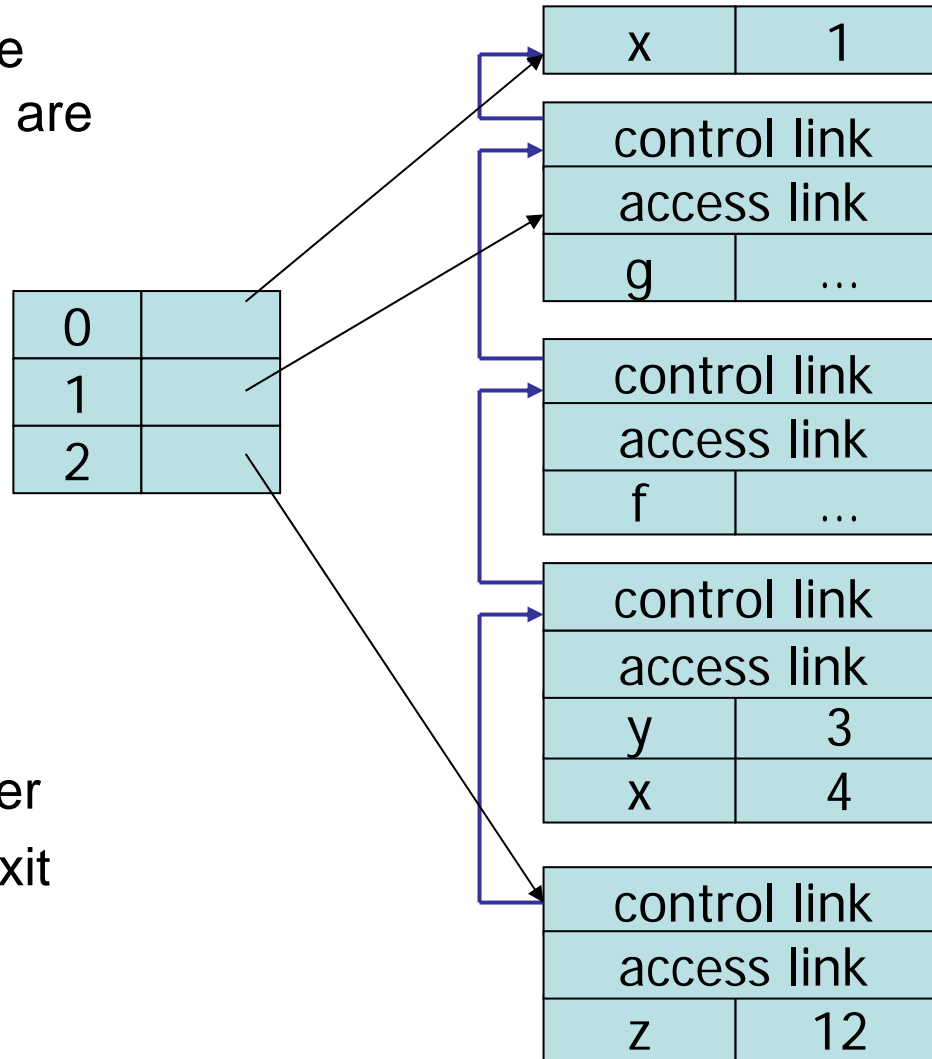 e
are
0
1
2
er
xit
x 1
control link
access link
g ...
control link
access link
f ...
control link
access link
y 3
x 4
control link
access link
z 12